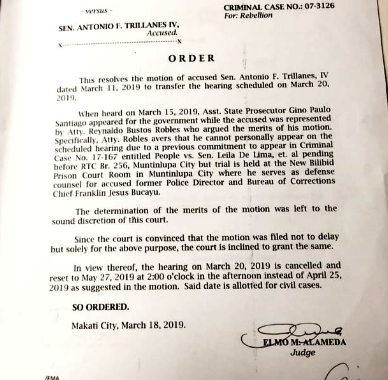 - versus -
CRIMINAL CASE NO.: 07-3126
For: Rebellion
SEN. ANTONIO F. TRILLANES IV,
Accused.
x-----------------------------------x
ORDER
This resolves the motion of accused Sen. Antonio F. Trillanes, IV
dated March 11, 2019 to transfer the hearing scheduled on March 20,
2019.
When heard on March 15, 2019, Asst. State Prosecutor Gino Paulo
Santiago appeared for the government while the accused was represented
by Atty. Reynaldo Bustos Robles who argued the merits of his motion.
Specifically, Atty. Robles avers that he cannot personally appear on the
scheduled hearing due to a previous commitment to appear in Criminal
Case No. 17-167 entitled People vs. Sen. Leila De Lima, et. al pending
before RTC Br. 256, Muntinlupa City but trial is held at the New Bilibid
Prison Court Room in Muntinlupa City where he serves as defense
counsel for accused former Police Director and Bureau of Corrections
Chief Franklin Jesus Bucayu.
The determination of the merits of the motion was left to the
sound discretion of this court.
Since the court is convinced that the motion was filed not to delay
but solely for the above purpose, the court is inclined to grant the same.
In view thereof, the hearing on March 20, 2019 is cancelled and
reset to May 27, 2019 at 2:00 o'clock in the afternoon instead of April 25,
2019 as suggested in the motion. Said date is allotted for civil cases.
SO ORDERED.
Makati City, March 18, 2019.
ELMO M. ALAMEDA
Judge
/EMA